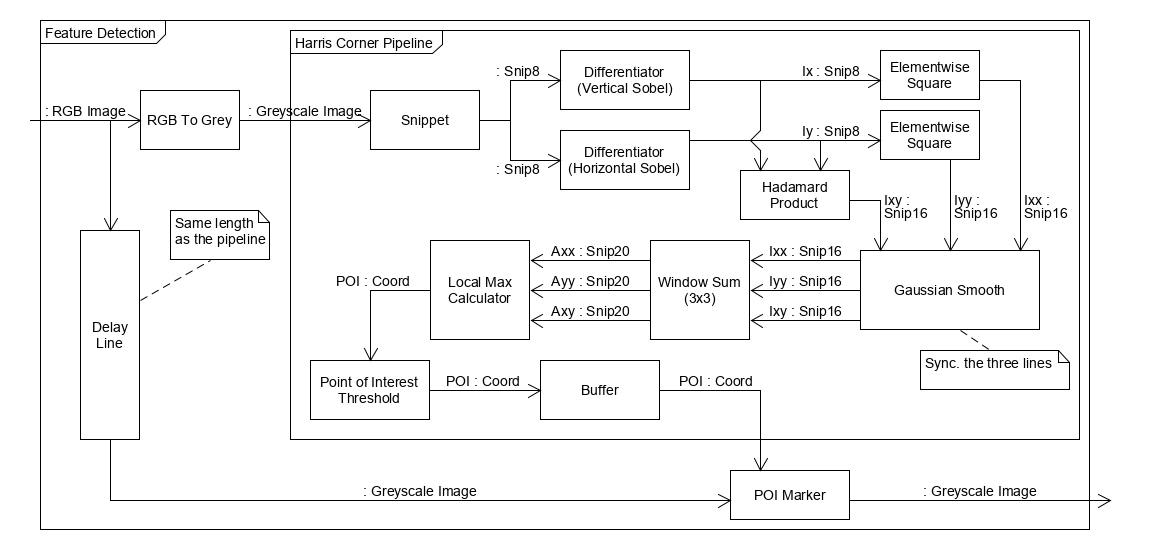 Feature Detection
Harris Corner Pipeline
: RGB Image
RGB To Grey
: Greyscale Image
Snippet
: Snip8
: Snip8
Differentiator
(Vertical Sobel)
Differentiator
(Horizontal Sobel)
Ix : Snip8
Iy : Snip8
Elementwise
Square
Elementwise
Square
Hadamard
Product
Ixy :
Snip16
Iyy :
Snip16
Ixx :
Snip16
Same length
as the pipeline
Delay
Line
Gaussian Smooth
Sync. the three lines
Ixx : Snip16
Iyy : Snip16
Ixy : Snip16
Window Sum
(3x3)
Axx : Snip20
Ayy : Snip20
Axy : Snip20
Local Max
Calculator
POI : Coord
Point of Interest
Threshold
POI : Coord
Buffer
POI : Coord
: Greyscale Image
POI Marker
: Greyscale Image